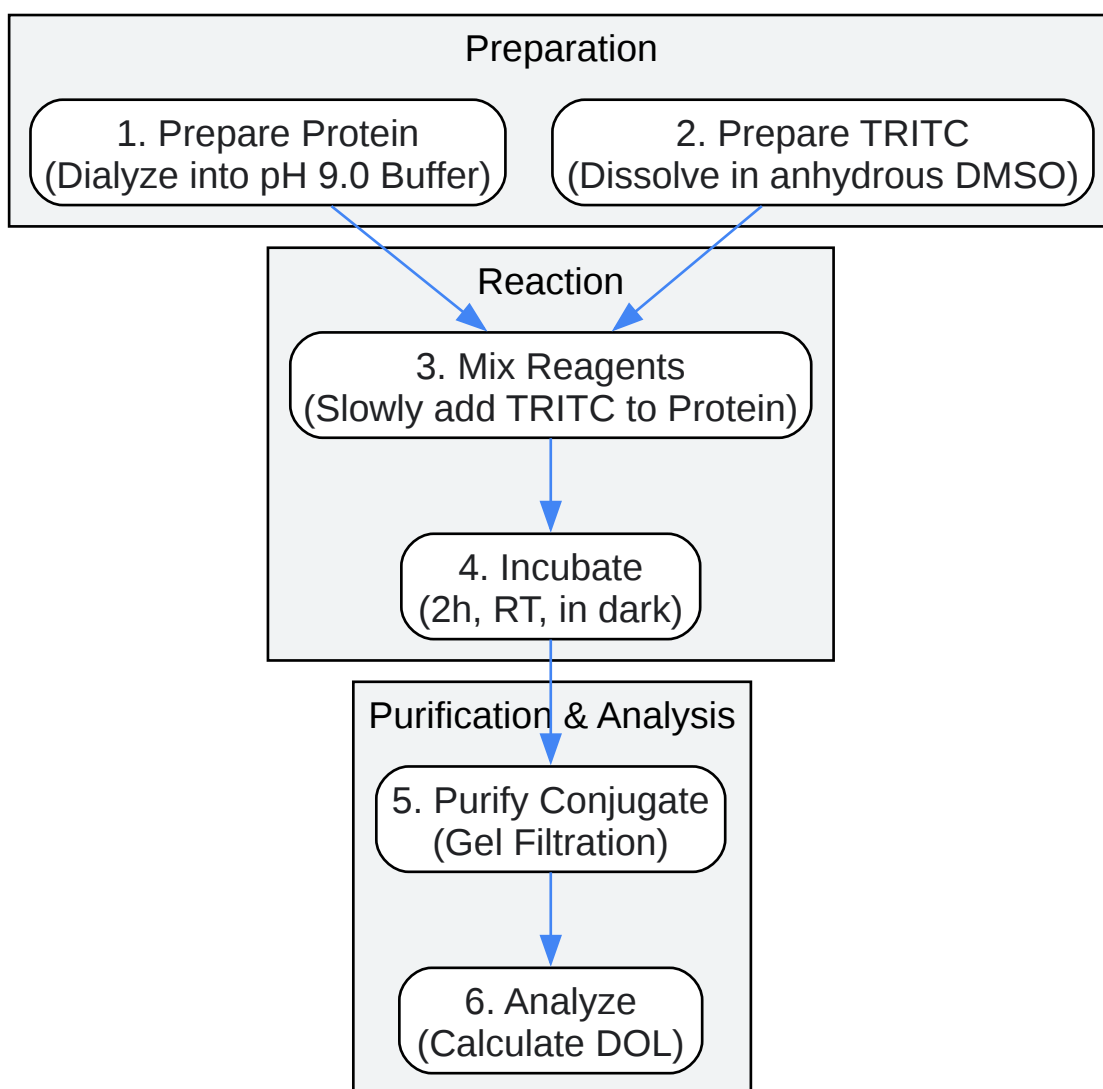 Preparation
1. Prepare Protein
(Dialyze into pH 9.0 Buffer)
2. Prepare TRITC
(Dissolve in anhydrous DMSO)
Reaction
3. Mix Reagents
(Slowly add TRITC to Protein)
4. Incubate
(2h, RT, in dark)
Purification & Analysis
5. Purify Conjugate
(Gel Filtration)
6. Analyze
(Calculate DOL)